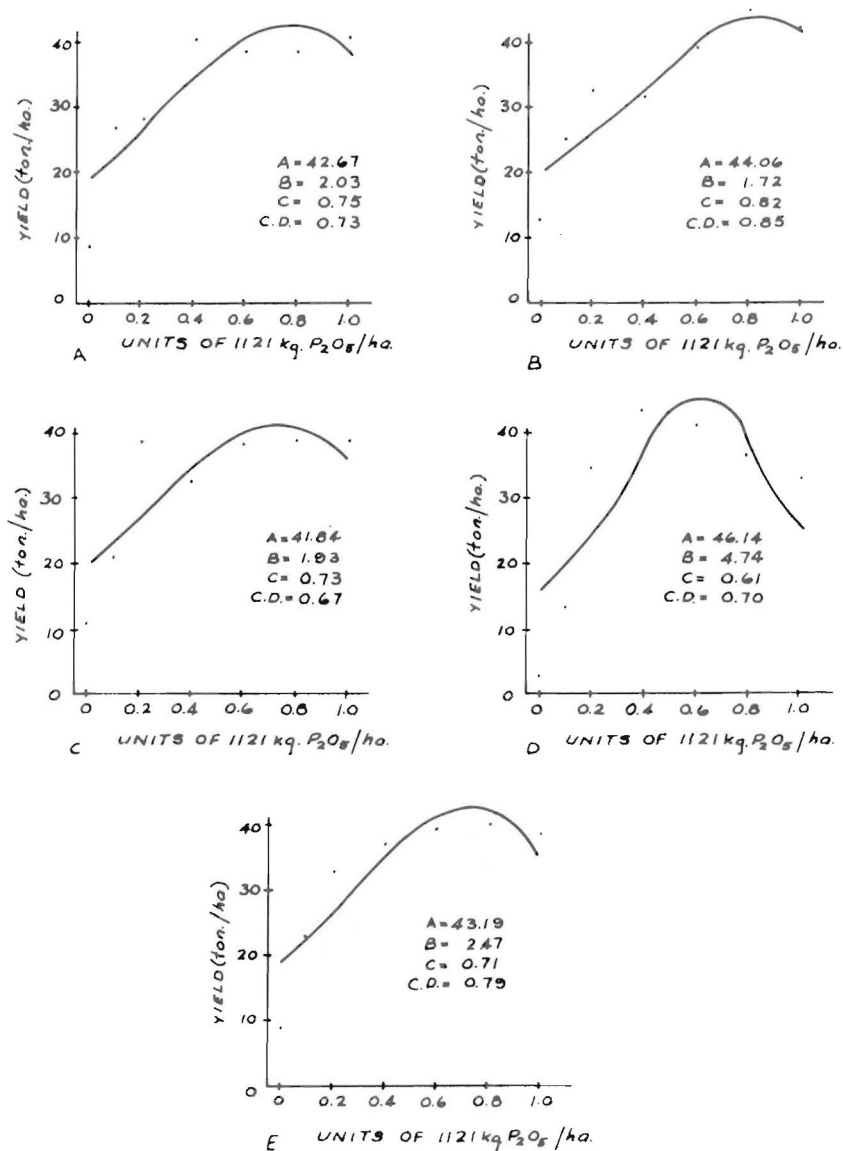 YIELD (ton./ha.)
40
30
20
10
0
A = 42.67
B = 2.03
C = 0.75
C.D. = 0.73
0 0.2 0.4 0.6 0.8 1.0
A UNITS OF 1121 kg. P₂O₅/ha.
YIELD (ton./ha.)
40
30
20
10
0
A = 44.06
B = 1.72
C = 0.82
C.D. = 0.85
0 0.2 0.4 0.6 0.8 1.0
B UNITS OF 1121 kg. P₂O₅/ha.
YIELD (ton./ha.)
40
30
20
10
0
A = 41.84
B = 1.93
C = 0.73
C.D. = 0.67
0 0.2 0.4 0.6 0.8 1.0
C UNITS OF 1121 kg. P₂O₅/ha.
YIELD (ton./ha.)
40
30
20
10
0
A = 46.14
B = 4.74
C = 0.61
C.D. = 0.70
0 0.2 0.4 0.6 0.8 1.0
D UNITS OF 1121 kg. P₂O₅/ha.
YIELD (ton./ha)
40
30
20
10
0
A = 43.19
B = 2.47
C = 0.71
C.D. = 0.79
0 0.2 0.4 0.6 0.8 1.0
E UNITS OF 1121 kg P₂O₅/ha.